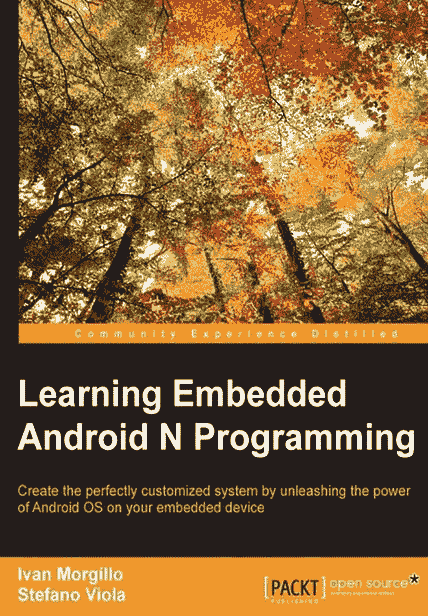 Community Experience Distilled
Learning Embedded
Android N Programming
Create the perfectly customized system by unleashing the power
of Android OS on your embedded device
Ivan Morgillo
Stefano Viola
[PACKT] open source*
PUBLISHING